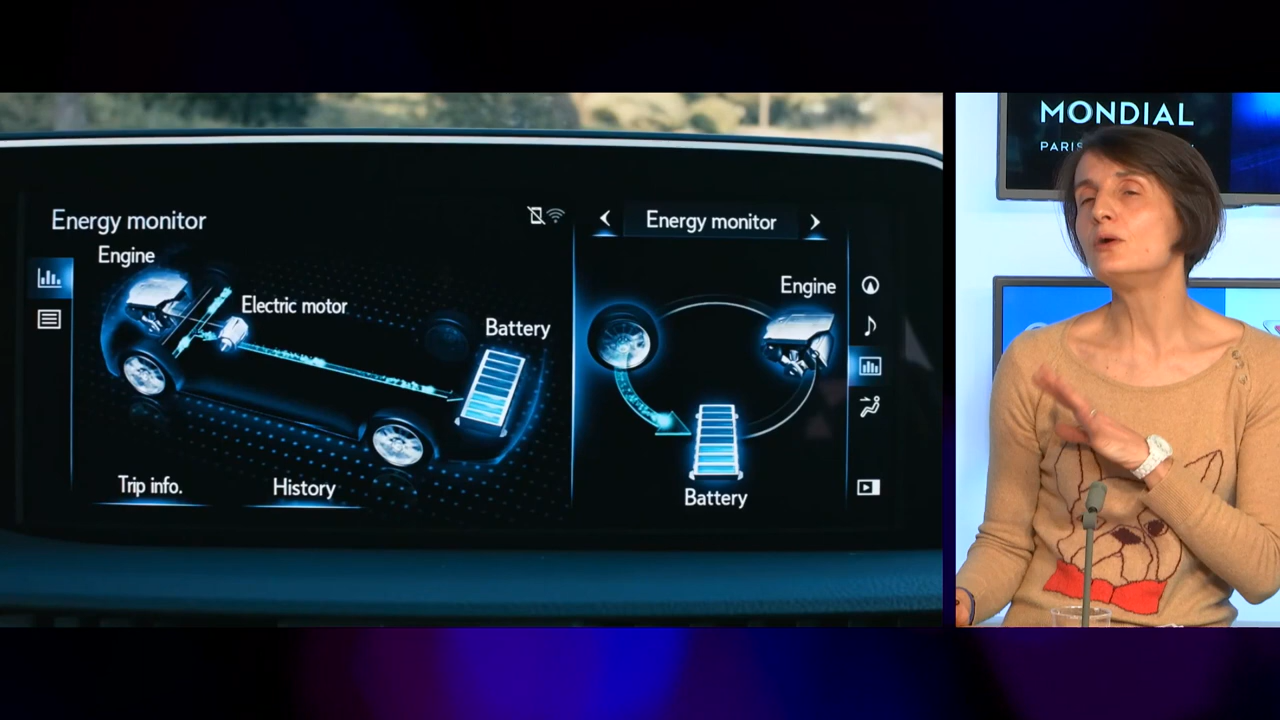 Energy monitor
Engine
Electric motor
Battery
Trip info.
History
Energy monitor
Engine
Battery
MONDIAL
PARIS